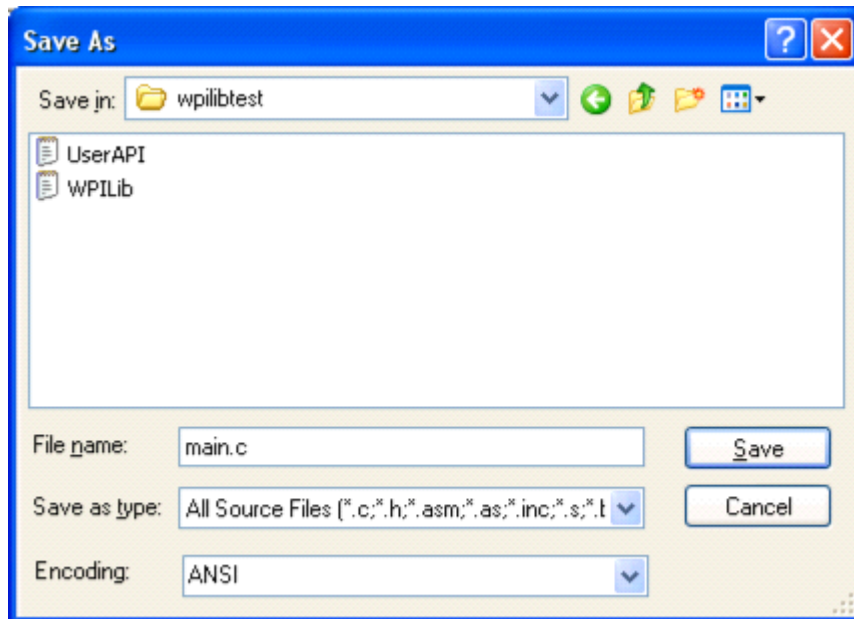 Save As
Save in: wpilibtest
UserAPI
WPILib
File name: main.c
Save
Save as type: All Source Files (*.c;*.h;*.asm;*.as;*.inc;*.s;*.
Cancel
Encoding: ANSI